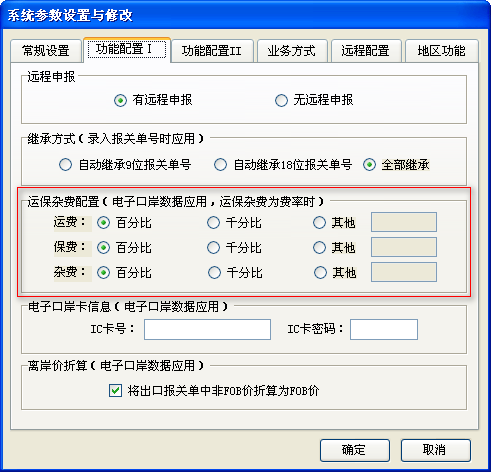 系统参数设置与修改
常规设置 功能配置Ⅰ 功能配置II 业务方式 远程配置 地区功能
远程申报
有远程申报 无远程申报
继承方式(录入报关单号时应用)
自动继承9位报关单号 自动继承18位报关单号 全部继承
运保杂费配置(电子口岸数据应用,运保杂费为费率时)
运费: 百分比 千分比 其他
保费: 百分比 千分比 其他
杂费: 百分比 千分比 其他
电子口岸卡信息(电子口岸数据应用)
IC卡号: IC卡密码:
离岸价折算(电子口岸数据应用)
将出口报关单中非FOB价折算为FOB价
确定 取消